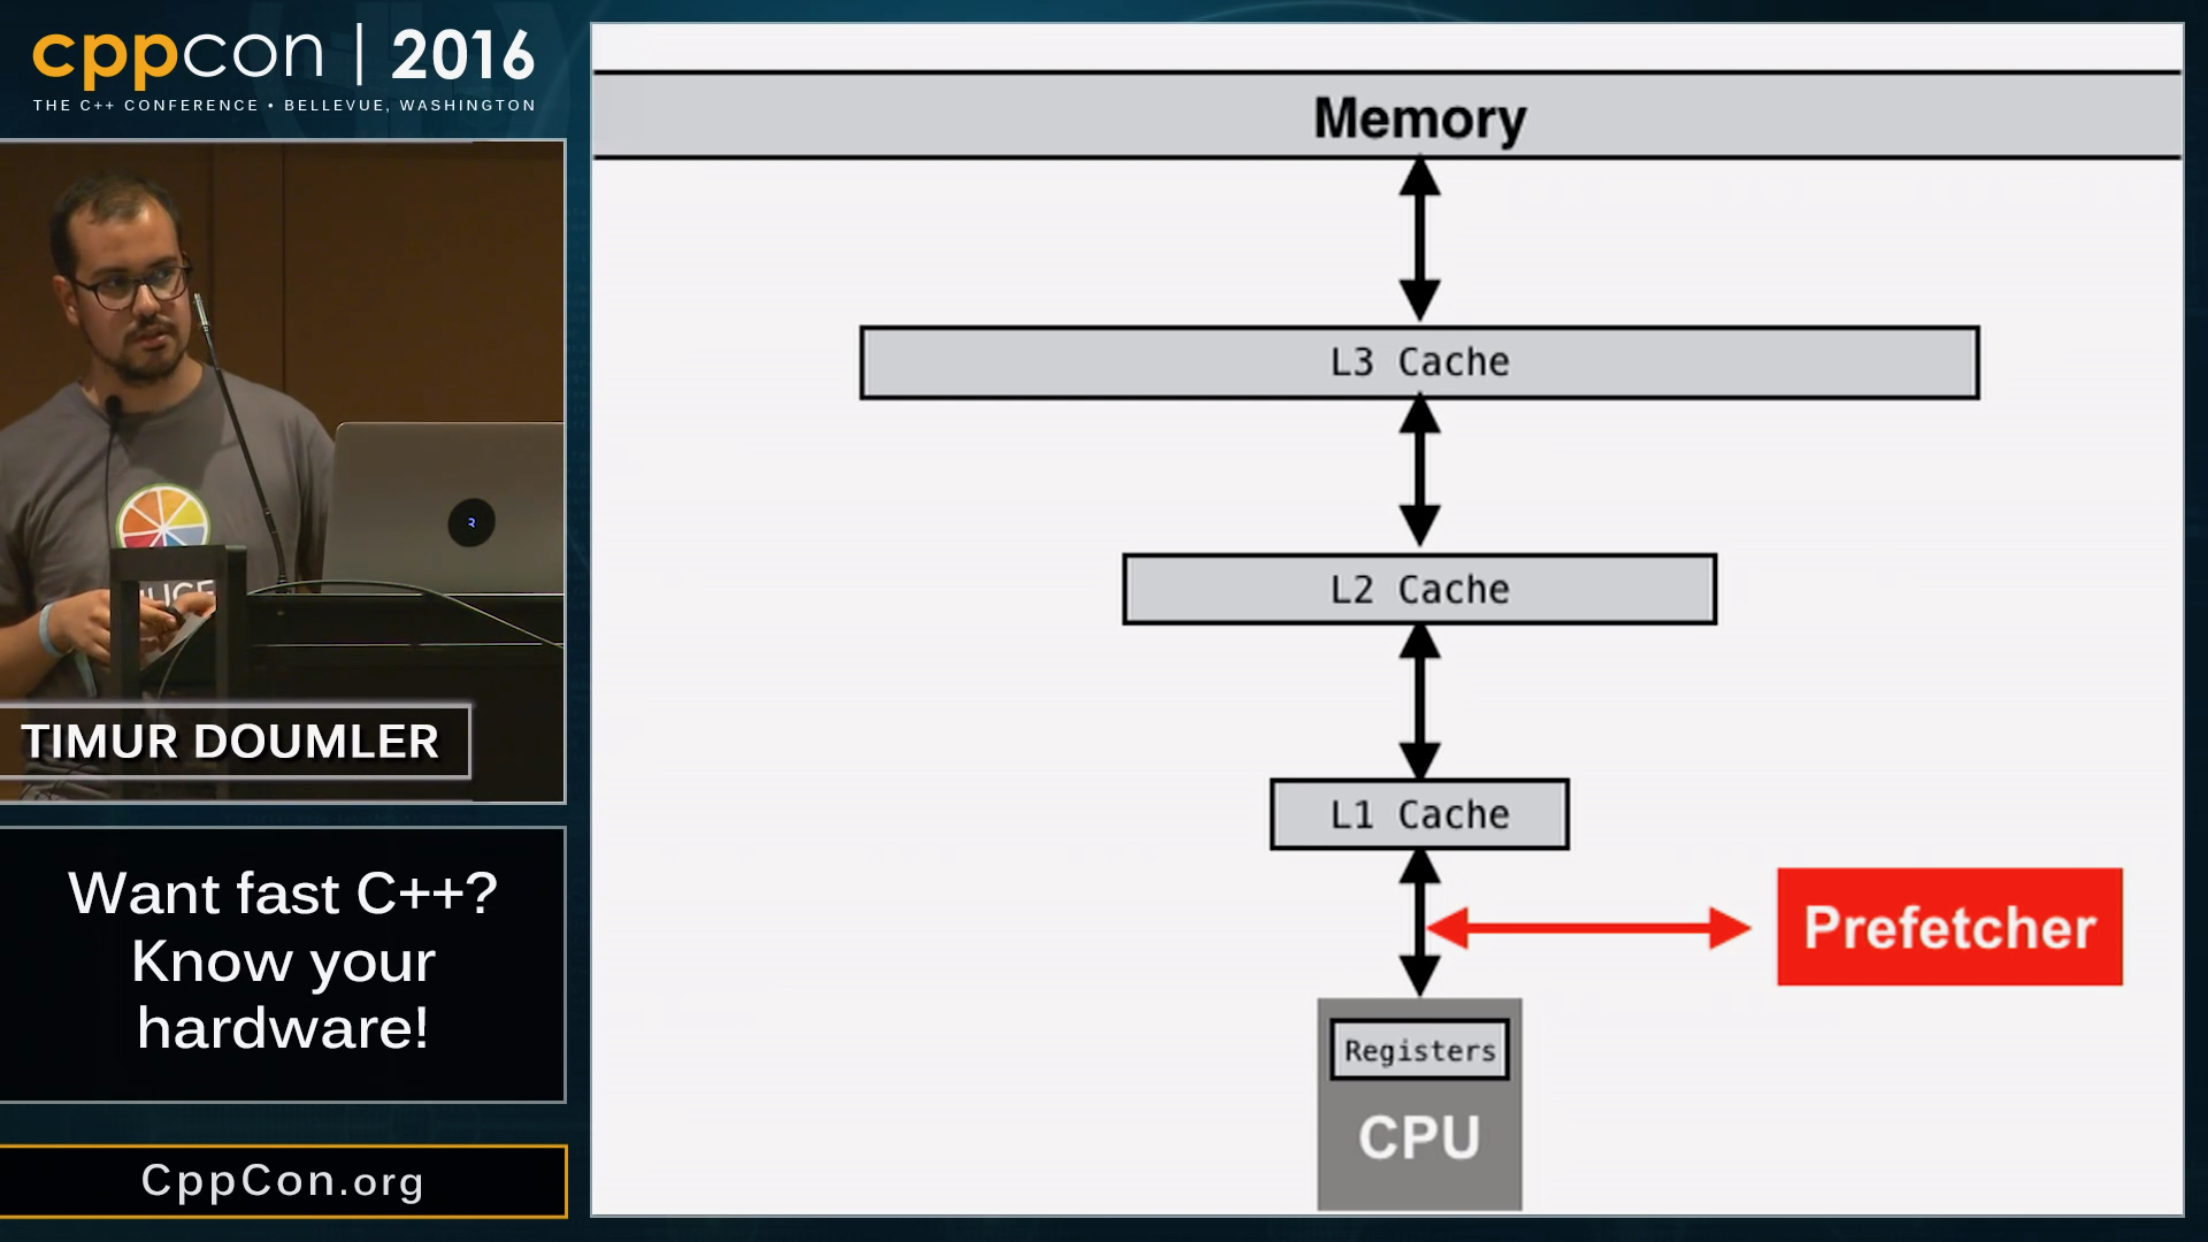 cppcon | 2016
THE C++ CONFERENCE • BELLEVUE, WASHINGTON
TIMUR DOUMLER
Want fast C++?
Know your
hardware!
CppCon.org
Memory
L3 Cache
L2 Cache
L1 Cache
Prefetcher
Registers
CPU